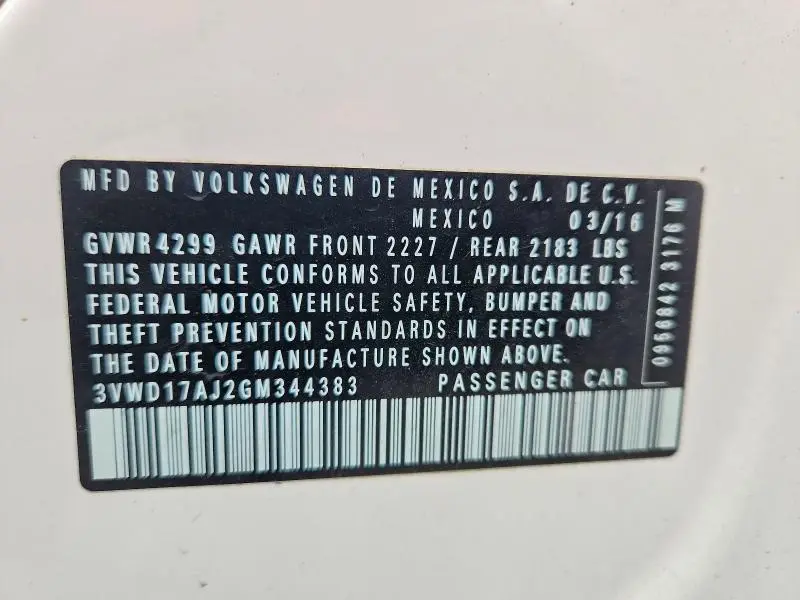 MFD BY VOLKSWAGEN DE MEXICO S.A. DE C.V.
MEXICO 03/16
GVWR 4299 GAWR FRONT 2227 / REAR 2183 LBS
THIS VEHICLE CONFORMS TO ALL APPLICABLE U.S.
FEDERAL MOTOR VEHICLE SAFETY, BUMPER AND
THEFT PREVENTION STANDARDS IN EFFECT ON
THE DATE OF MANUFACTURE SHOWN ABOVE.
3VWD17AJ2GM344383 PASSENGER CAR
0956842 3176 M